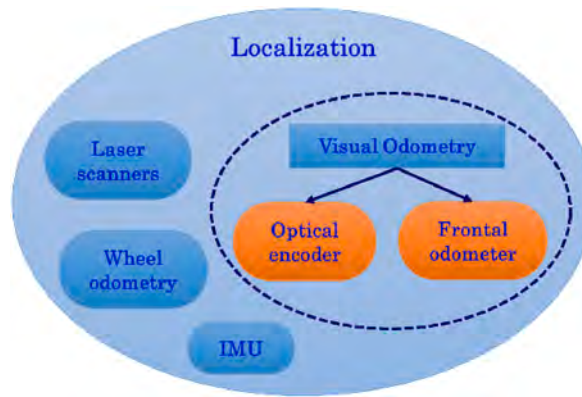 Localization
Laser
scanners
Visual Odometry
Optical
encoder
Frontal
odometer
Wheel
odometry
IMU